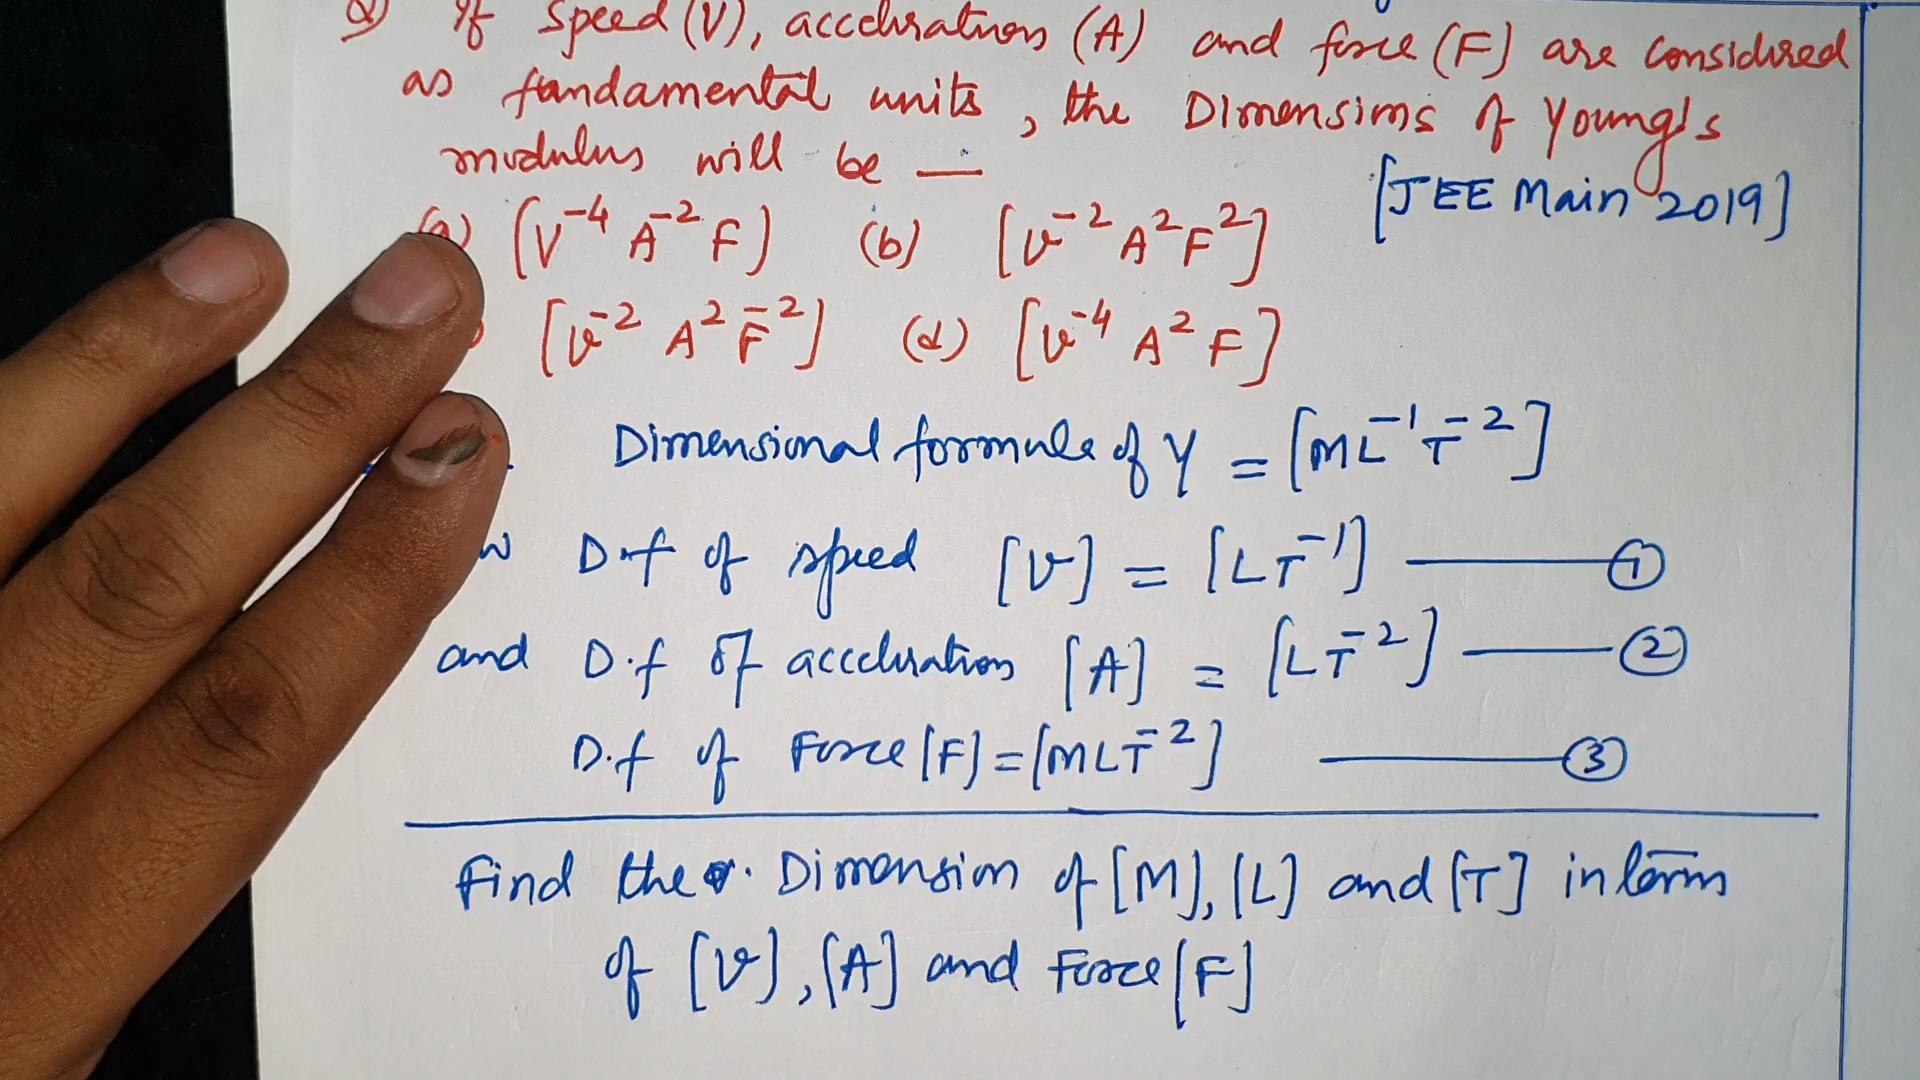 Q) If Speed (V), acceleration (A) and force (F) are considered
as fundamental units, the Dimensions of Young's
modulus will be —
[JEE Main 2019]
(a) [V⁻⁴ A⁻² F] (b) [V⁻² A² F²]
[V⁻² A² F⁻²] (d) [V⁻⁴ A² F]
Dimensional formula of Y = [ML⁻¹T⁻²]
w D.f of speed [V] = [LT⁻¹] —— ①
and D.f of acceleration [A] = [LT⁻²] —— ②
D.f of Force [F] = [MLT⁻²] —— ③
Find the Dimension of [M], [L] and [T] in term
of [V], [A] and Force [F]